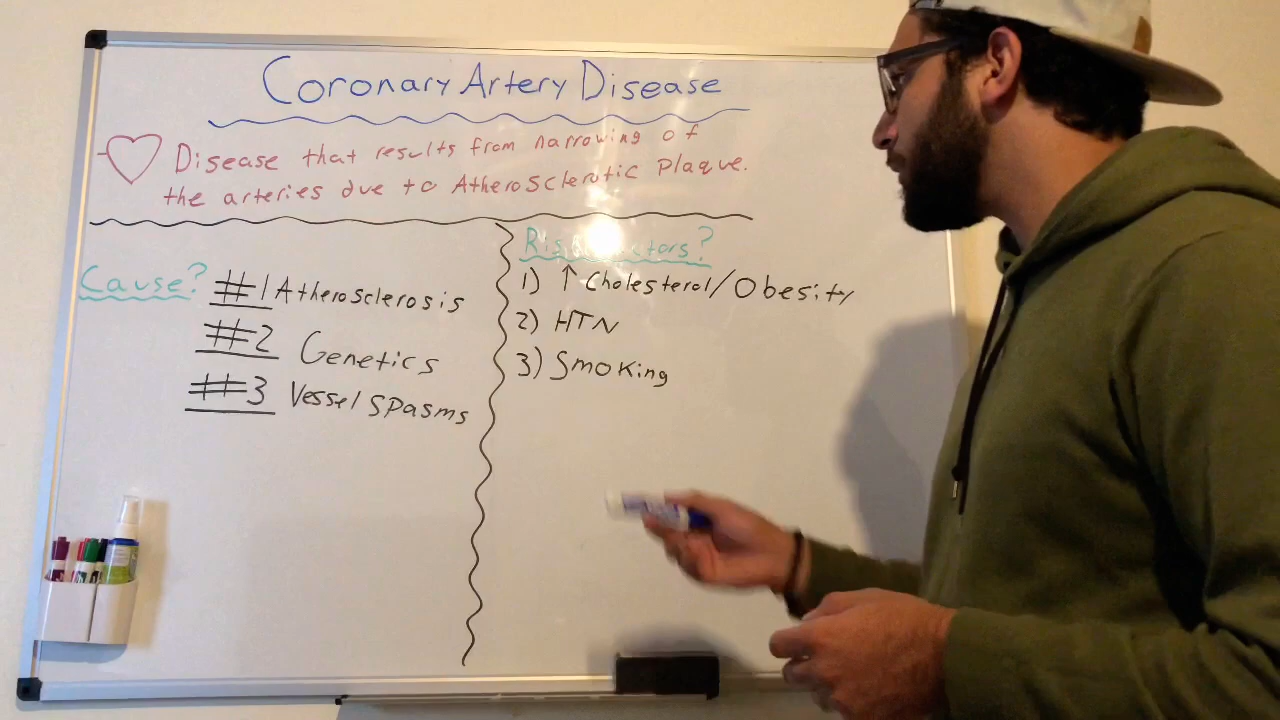 Coronary Artery Disease
Disease that results from narrowing of
the arteries due to Atherosclerotic Plaque.
Cause?
#1 Atherosclerosis
#2 Genetics
#3 Vessel Spasms
Risk Factors?
1) ↑ Cholesterol/Obesity
2) HTN
3) Smoking